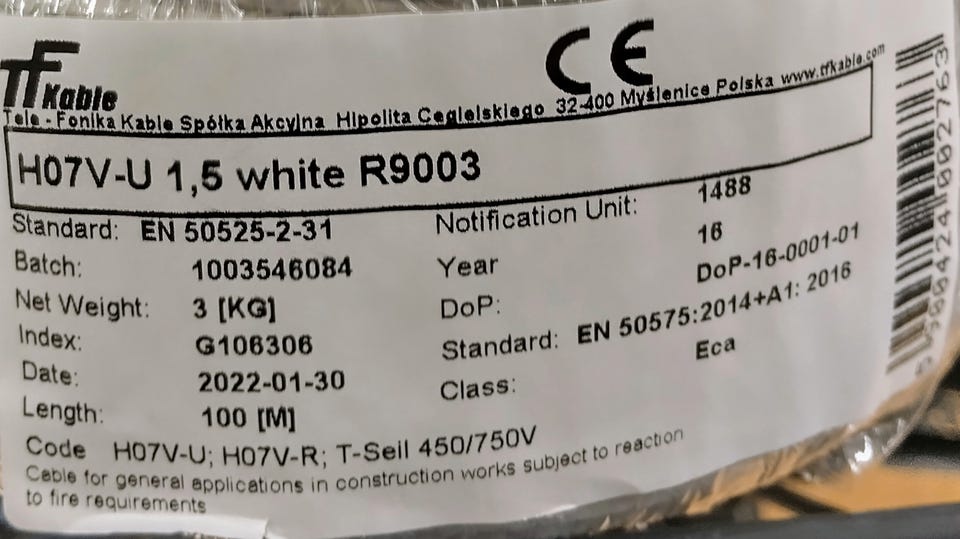 TF Kable
Tele - Fonika Kable Spółka Akcyjna Hipolita Cegielskiego 32-400 Myślenice Polska www.tfkable.com
CE
H07V-U 1,5 white R9003
Standard: EN 50525-2-31
Batch: 1003546084
Net Weight: 3 [KG]
Index: G106306
Date: 2022-01-30
Length: 100 [M]
Notification Unit: 1488
Year 16
DoP: DoP-16-0001-01
Standard: EN 50575:2014+A1: 2016
Class: Eca
Code H07V-U; H07V-R; T-Seil 450/750V
Cable for general applications in construction works subject to reaction
to fire requirements